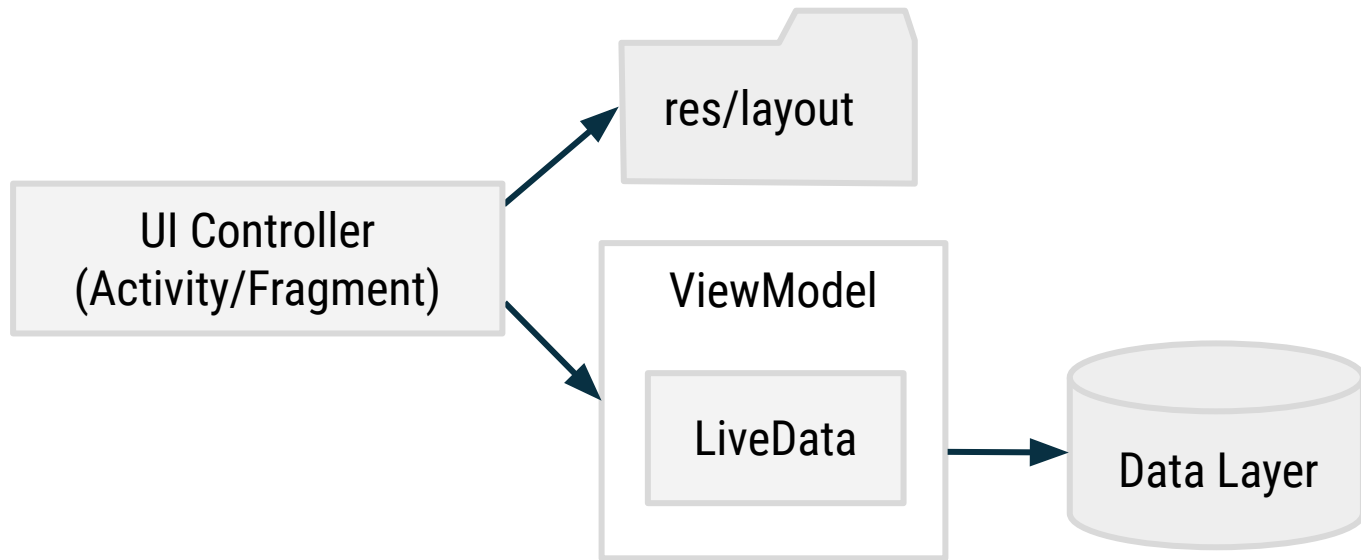 res/layout
UI Controller
(Activity/Fragment)
ViewModel
LiveData
Data Layer